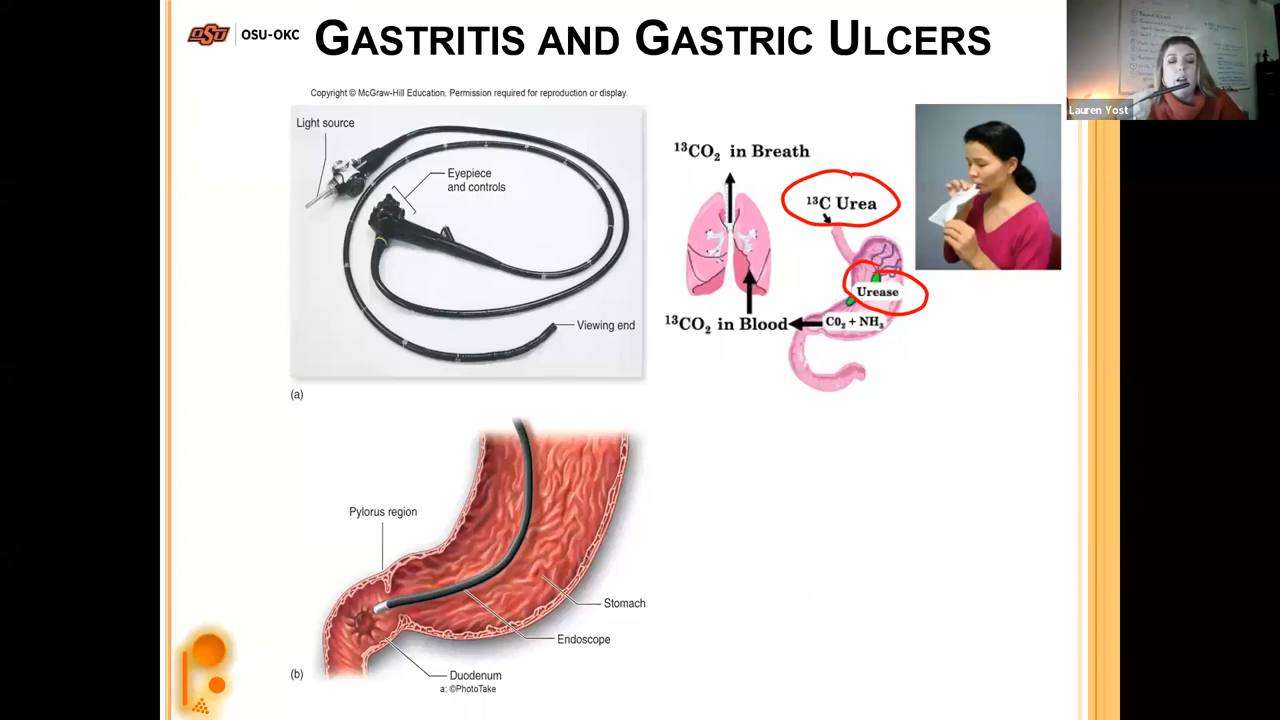 OSU
OSU-OKC
GASTRITIS AND GASTRIC ULCERS
Lauren Yost
Copyright © McGraw-Hill Education. Permission required for reproduction or display.
Light source
Eyepiece
and controls
Viewing end
(a)
¹³CO₂ in Breath
¹³C Urea
Urease
¹³CO₂ in Blood
C0₂ + NH₃
Pylorus region
Stomach
Endoscope
Duodenum
(b)
a: ©PhotoTake